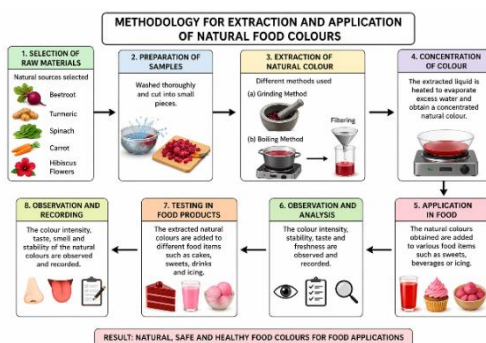 METHODOLOGY FOR EXTRACTION AND APPLICATION
OF NATURAL FOOD COLOURS
1. SELECTION OF
RAW MATERIALS
Natural sources selected
Beetroot
Turmeric
Spinach
Carrot
Hibiscus
Flowers
2. PREPARATION OF
SAMPLES
Washed thoroughly
and cut into small
pieces.
3. EXTRACTION OF
NATURAL COLOUR
Different methods used
(a) Grinding Method
(b) Boiling Method
Filtering
4. CONCENTRATION
OF COLOUR
The extracted liquid is
heated to evaporate
excess water and
obtain a concentrated
natural colour.
5. APPLICATION
IN FOOD
The natural colours
obtained are added
to various food items
such as sweets,
beverages or icing.
6. OBSERVATION AND
ANALYSIS
The colour intensity,
stability, taste and
freshness are
observed and
recorded.
7. TESTING IN
FOOD PRODUCTS
The extracted natural
colours are added to
different food items
such as cakes,
sweets, drinks
and icing.
8. OBSERVATION AND
RECORDING
The colour intensity,
taste, smell and
stability of the natural
colours are observed
and recorded.
RESULT: NATURAL, SAFE AND HEALTHY FOOD COLOURS FOR FOOD APPLICATIONS